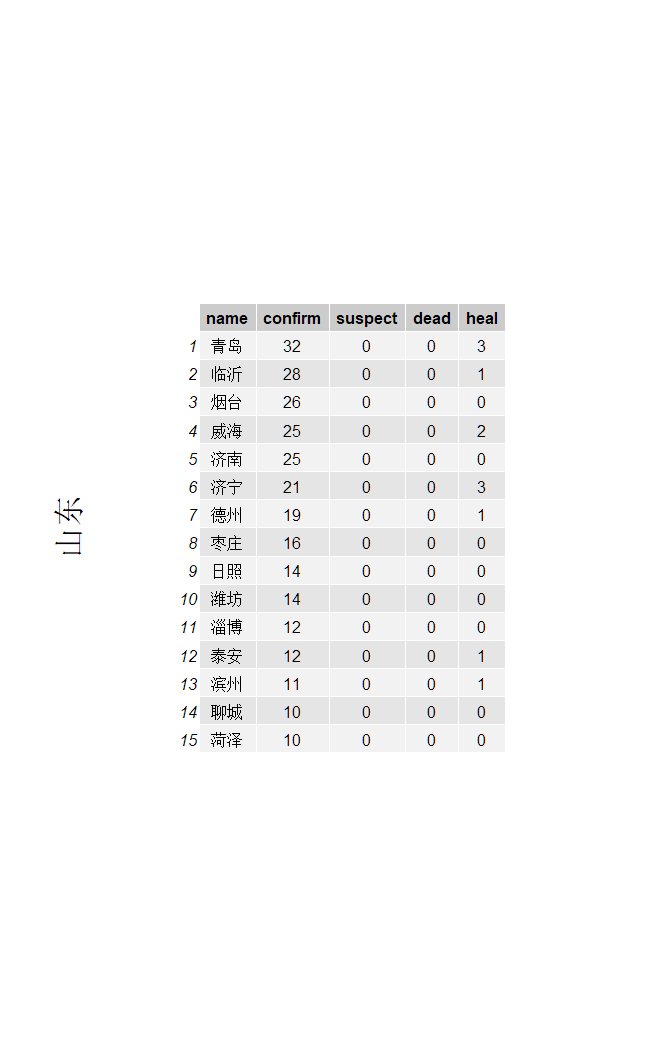 山东
name confirm suspect dead heal
1 青岛 32 0 0 3
2 临沂 28 0 0 1
3 烟台 26 0 0 0
4 威海 25 0 0 2
5 济南 25 0 0 0
6 济宁 21 0 0 3
7 德州 19 0 0 1
8 枣庄 16 0 0 0
9 日照 14 0 0 0
10 潍坊 14 0 0 0
11 淄博 12 0 0 0
12 泰安 12 0 0 1
13 滨州 11 0 0 1
14 聊城 10 0 0 0
15 菏泽 10 0 0 0